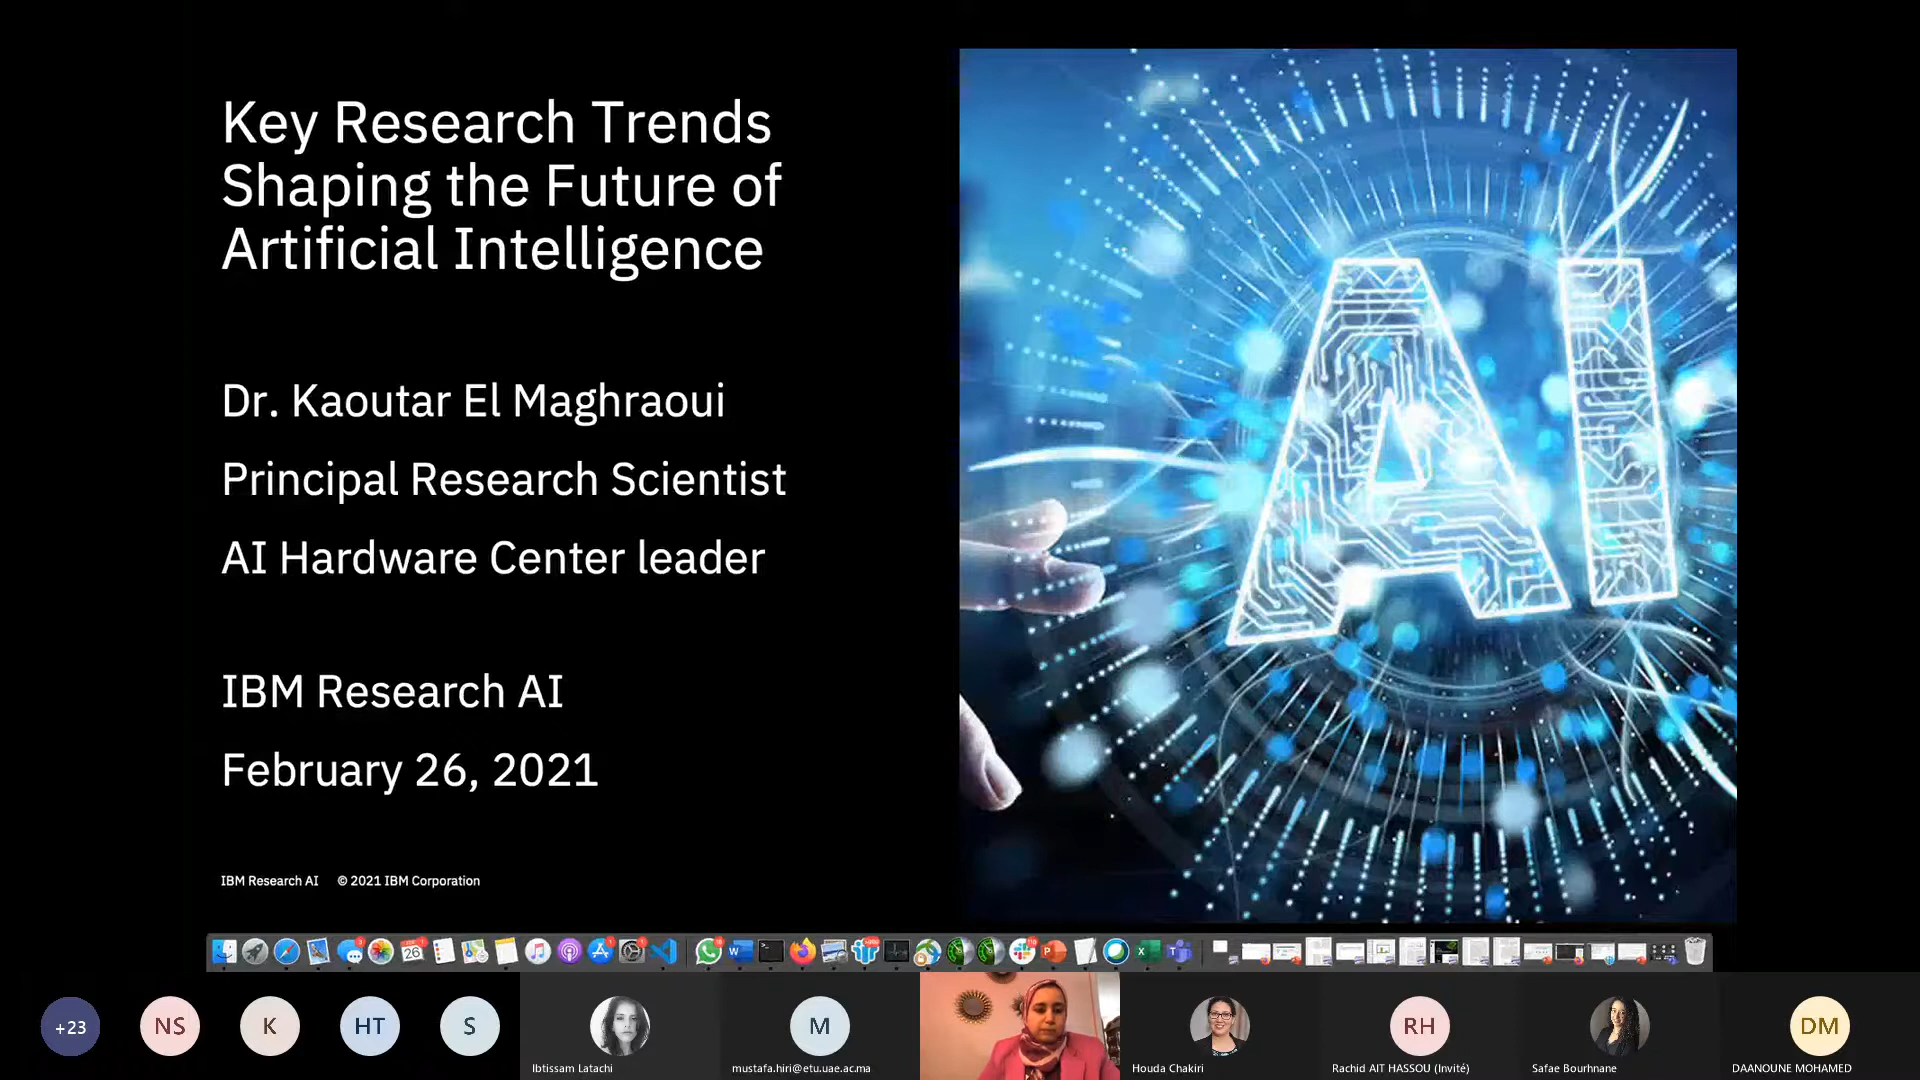 Key Research Trends
Shaping the Future of
Artificial Intelligence
Dr. Kaoutar El Maghraoui
Principal Research Scientist
AI Hardware Center leader
IBM Research AI
February 26, 2021
IBM Research AI © 2021 IBM Corporation
AI
26
+23
NS
K
HT
S
M
RH
DM
Ibtissam Latachi
mustafa.hiri@etu.uae.ac.ma
Houda Chakiri
Rachid AIT HASSOU (Invité)
Safae Bourhnane
DAANOUNE MOHAMED